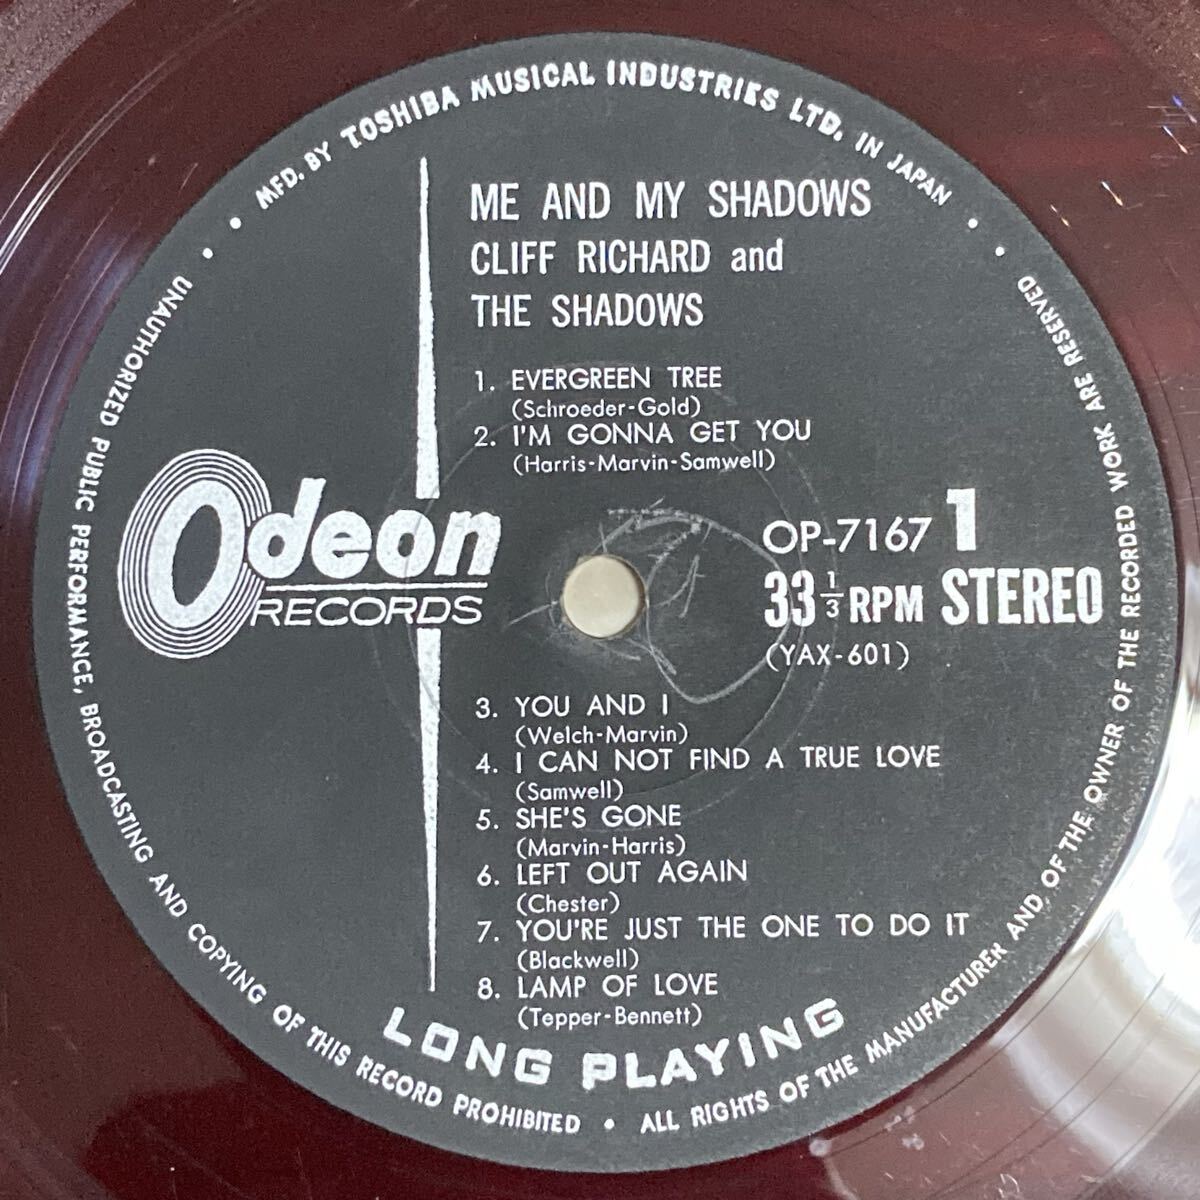 MFD. BY TOSHIBA MUSICAL INDUSTRIES LTD. IN JAPAN
ME AND MY SHADOWS
CLIFF RICHARD and
THE SHADOWS
1. EVERGREEN TREE
(Schroeder-Gold)
2. I'M GONNA GET YOU
(Harris-Marvin-Samwell)
Odeon
RECORDS
OP-7167 1
33 1/3 RPM STEREO
(YAX-601)
3. YOU AND I
(Welch-Marvin)
4. I CAN NOT FIND A TRUE LOVE
(Samwell)
5. SHE'S GONE
(Marvin-Harris)
6. LEFT OUT AGAIN
(Chester)
7. YOU'RE JUST THE ONE TO DO IT
(Blackwell)
8. LAMP OF LOVE
(Tepper-Bennett)
LONG PLAYING
UNAUTHORIZED PUBLIC PERFORMANCE, BROADCASTING AND COPYING OF THIS RECORD PROHIBITED • ALL RIGHTS OF THE MANUFACTURER AND OF THE OWNER OF THE RECORDED WORK ARE RESERVED